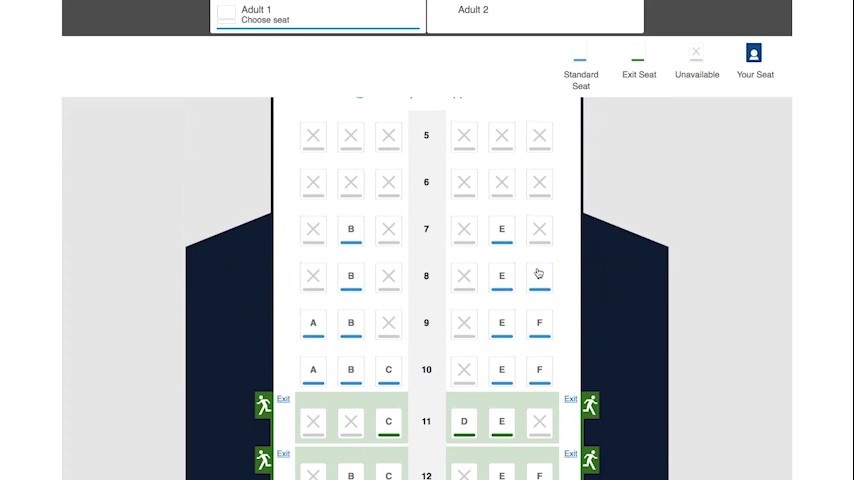 Adult 1
Choose seat
Adult 2
Standard Seat
Exit Seat
Unavailable
Your Seat
5
6
B 7 E
B 8 E
A B 9 E F
A B C 10 E F
Exit Exit
C 11 D E
Exit Exit
B C 12 E F